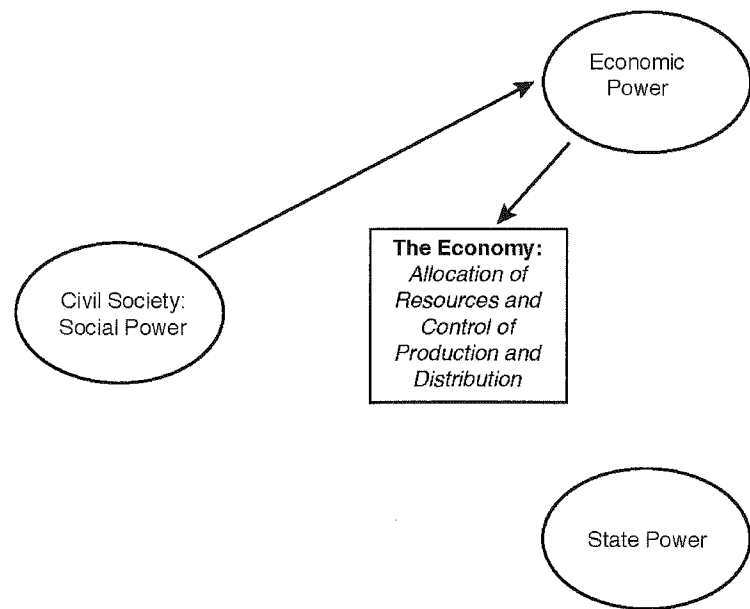 Economic
Power
Civil Society:
Social Power
The Economy:
Allocation of
Resources and
Control of
Production and
Distribution
State Power